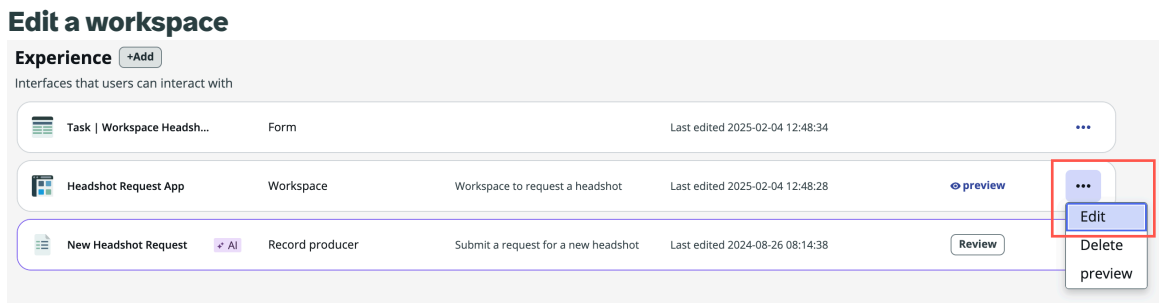 Edit a workspace
Experience +Add
Interfaces that users can interact with
Task | Workspace Headsh... Form Last edited 2025-02-04 12:48:34 •••
Headshot Request App Workspace Workspace to request a headshot Last edited 2025-02-04 12:48:28 preview •••
Edit
New Headshot Request AI Record producer Submit a request for a new headshot Last edited 2024-08-26 08:14:38 Review Delete
preview